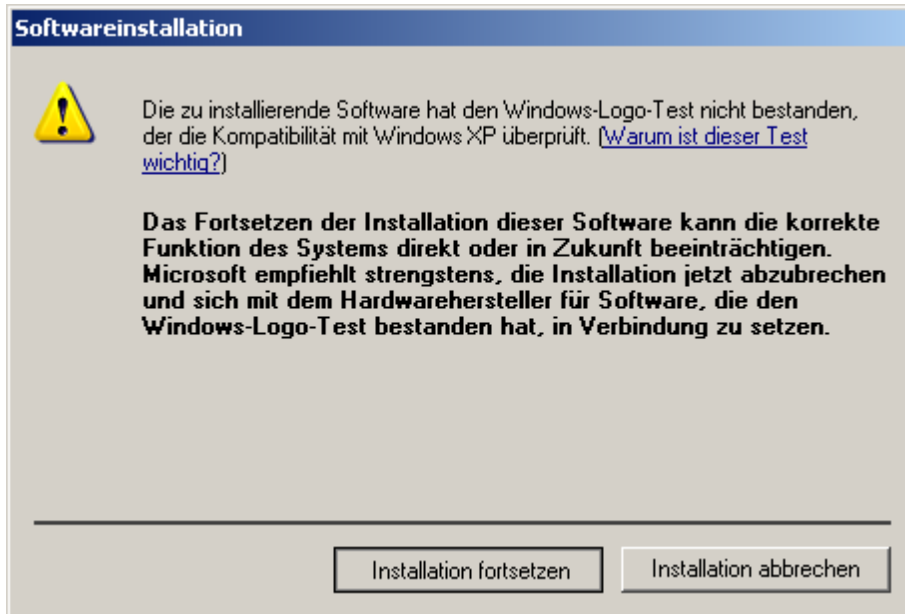 Softwareinstallation
Die zu installierende Software hat den Windows-Logo-Test nicht bestanden,
der die Kompatibilität mit Windows XP überprüft. (Warum ist dieser Test
wichtig?)
Das Fortsetzen der Installation dieser Software kann die korrekte
Funktion des Systems direkt oder in Zukunft beeinträchtigen.
Microsoft empfiehlt strengstens, die Installation jetzt abzubrechen
und sich mit dem Hardwarehersteller für Software, die den
Windows-Logo-Test bestanden hat, in Verbindung zu setzen.
Installation fortsetzen
Installation abbrechen